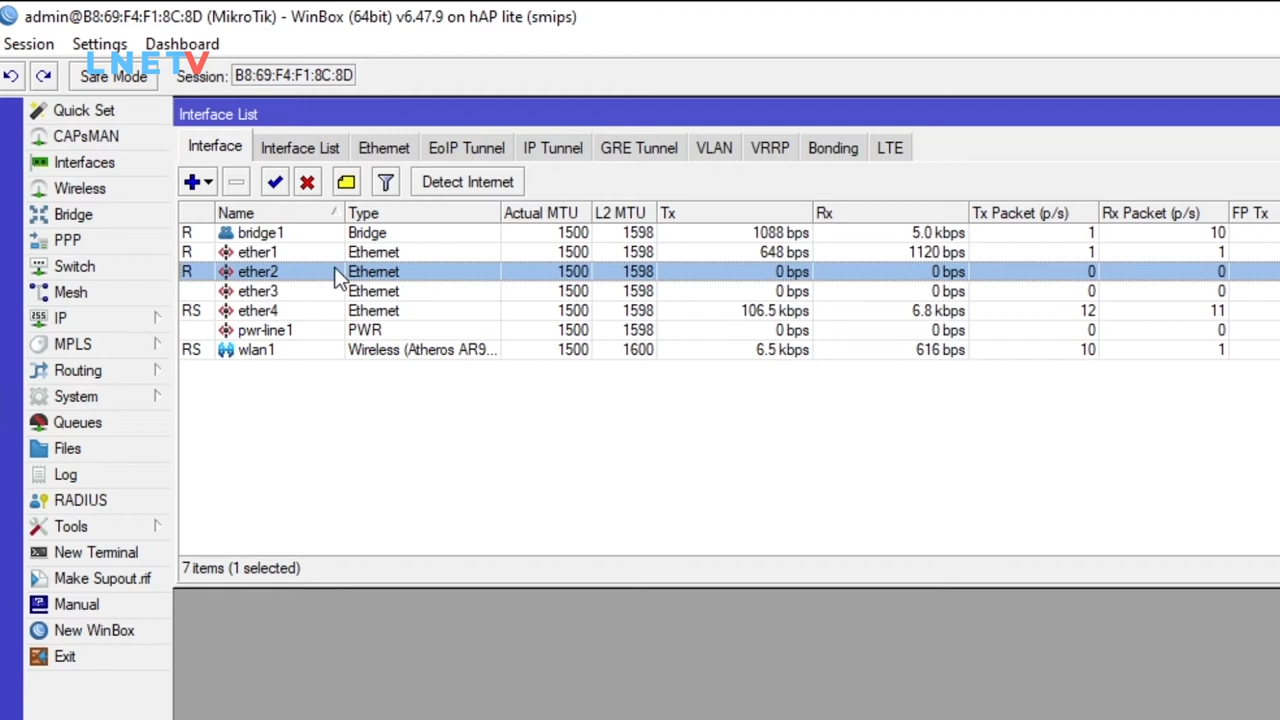 admin@B8:69:F4:F1:8C:8D (MikroTik) - WinBox (64bit) v6.47.9 on hAP lite (smips)
Session Settings Dashboard
LNETV
Safe Mode Session: B8:69:F4:F1:8C:8D
Quick Set
CAPsMAN
Interfaces
Wireless
Bridge
PPP
Switch
Mesh
255 IP
MPLS
Routing
System
Queues
Files
Log
RADIUS
Tools
New Terminal
Make Supout.rif
Manual
New WinBox
Exit
Interface List
Interface Interface List Ethernet EoIP Tunnel IP Tunnel GRE Tunnel VLAN VRRP Bonding LTE
Detect Internet
Name Type Actual MTU L2 MTU Tx Rx Tx Packet (p/s) Rx Packet (p/s) FP Tx
R bridge1 Bridge 1500 1598 1088 bps 5.0 kbps 1 10
R ether1 Ethernet 1500 1598 648 bps 1120 bps 1 1
R ether2 Ethernet 1500 1598 0 bps 0 bps 0 0
ether3 Ethernet 1500 1598 0 bps 0 bps 0 0
RS ether4 Ethernet 1500 1598 106.5 kbps 6.8 kbps 12 11
pwr-line1 PWR 1500 1598 0 bps 0 bps 0 0
RS wlan1 Wireless (Atheros AR9... 1500 1600 6.5 kbps 616 bps 10 1
7 items (1 selected)